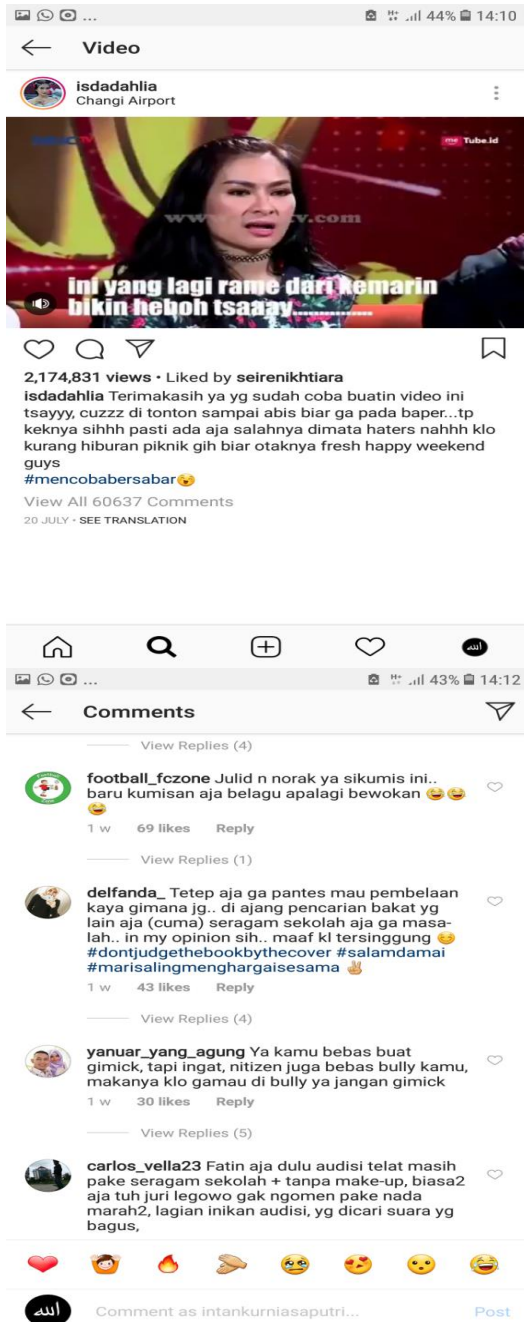 ... H+ 44% 14:10
Video
isdadahlia
Changi Airport
me Tube.id
ini yang lagi rame dari kemarin
bikin heboh tsaaay..............
2,174,831 views • Liked by seirenikhtiara
isdadahlia Terimakasih ya yg sudah coba buatin video ini
tsayyy, cuzzz di tonton sampai abis biar ga pada baper...tp
keknya sihhh pasti ada aja salahnya dimata haters nahhh klo
kurang hiburan piknik gih biar otaknya fresh happy weekend
guys
#mencobabersabar😯
View All 60637 Comments
20 JULY • SEE TRANSLATION
الله
... H+ 43% 14:12
Comments
View Replies (4)
football_fczone Julid n norak ya sikumis ini..
baru kumisan aja belagu apalagi bewokan 😂😂
😂
1 w 69 likes Reply
View Replies (1)
delfanda_ Tetep aja ga pantes mau pembelaan
kaya gimana jg.. di ajang pencarian bakat yg
lain aja (cuma) seragam sekolah aja ga masa-
lah.. in my opinion sih.. maaf kl tersinggung 😊
#dontjudgethebookbythecover #salamdamai
#marisalingmenghargaisesama ✌
1 w 43 likes Reply
View Replies (4)
yanuar_yang_agung Ya kamu bebas buat
gimick, tapi ingat, nitizen juga bebas bully kamu,
makanya klo gamau di bully ya jangan gimick
1 w 30 likes Reply
View Replies (5)
carlos_vella23 Fatin aja dulu audisi telat masih
pake seragam sekolah + tanpa make-up, biasa2
aja tuh juri legowo gak ngomen pake nada
marah2, lagian inikan audisi, yg dicari suara yg
bagus,
الله
Comment as intankurniasaputri...
Post